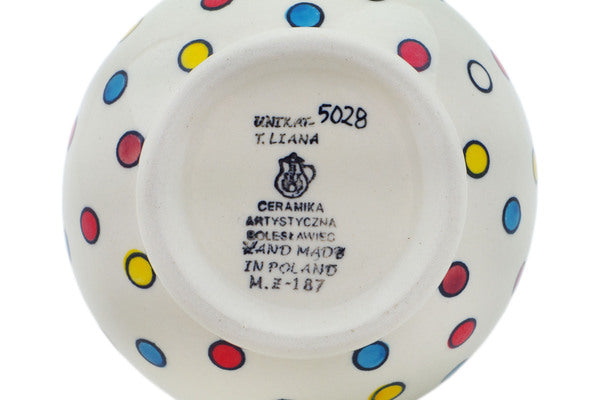 UNIKAT-5028
T. LIANA
CERAMIKA
ARTYSTYCZNA
BOLESŁAWIEC
HAND MADE
IN POLAND
M.Z-187